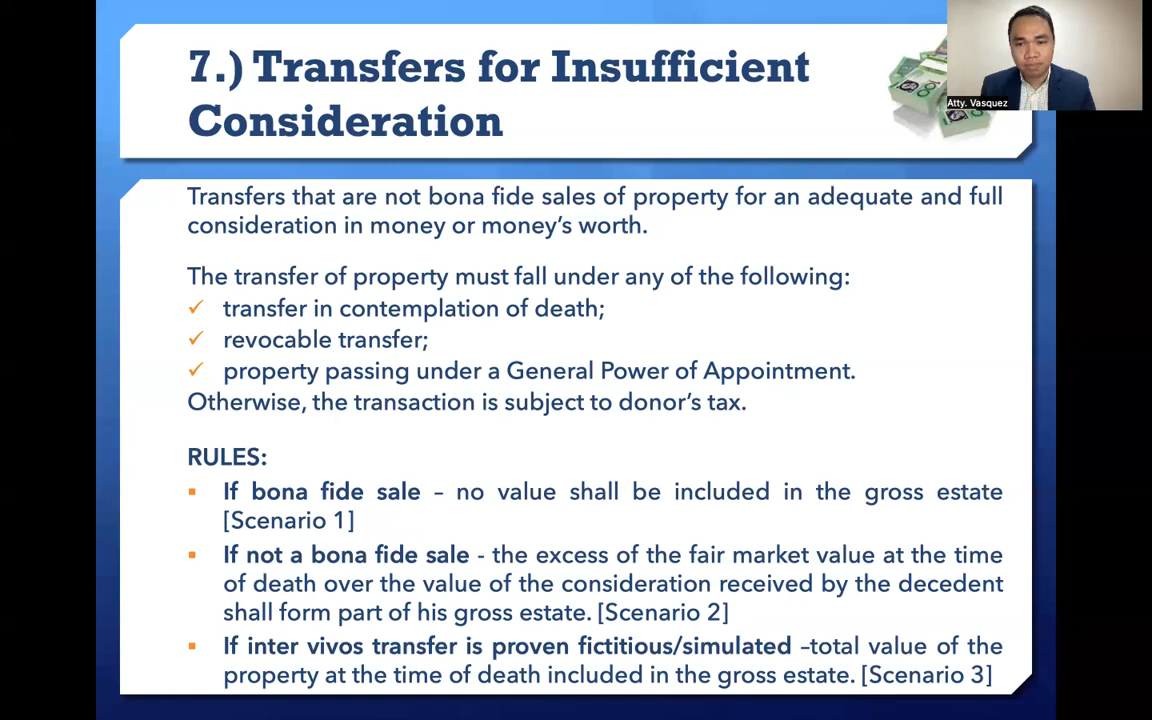 7.) Transfers for Insufficient
Consideration
Atty. Vasquez
Transfers that are not bona fide sales of property for an adequate and full
consideration in money or money’s worth.
The transfer of property must fall under any of the following:
✓ transfer in contemplation of death;
✓ revocable transfer;
✓ property passing under a General Power of Appointment.
Otherwise, the transaction is subject to donor’s tax.
RULES:
▪ If bona fide sale – no value shall be included in the gross estate
[Scenario 1]
▪ If not a bona fide sale - the excess of the fair market value at the time
of death over the value of the consideration received by the decedent
shall form part of his gross estate. [Scenario 2]
▪ If inter vivos transfer is proven fictitious/simulated –total value of the
property at the time of death included in the gross estate. [Scenario 3]